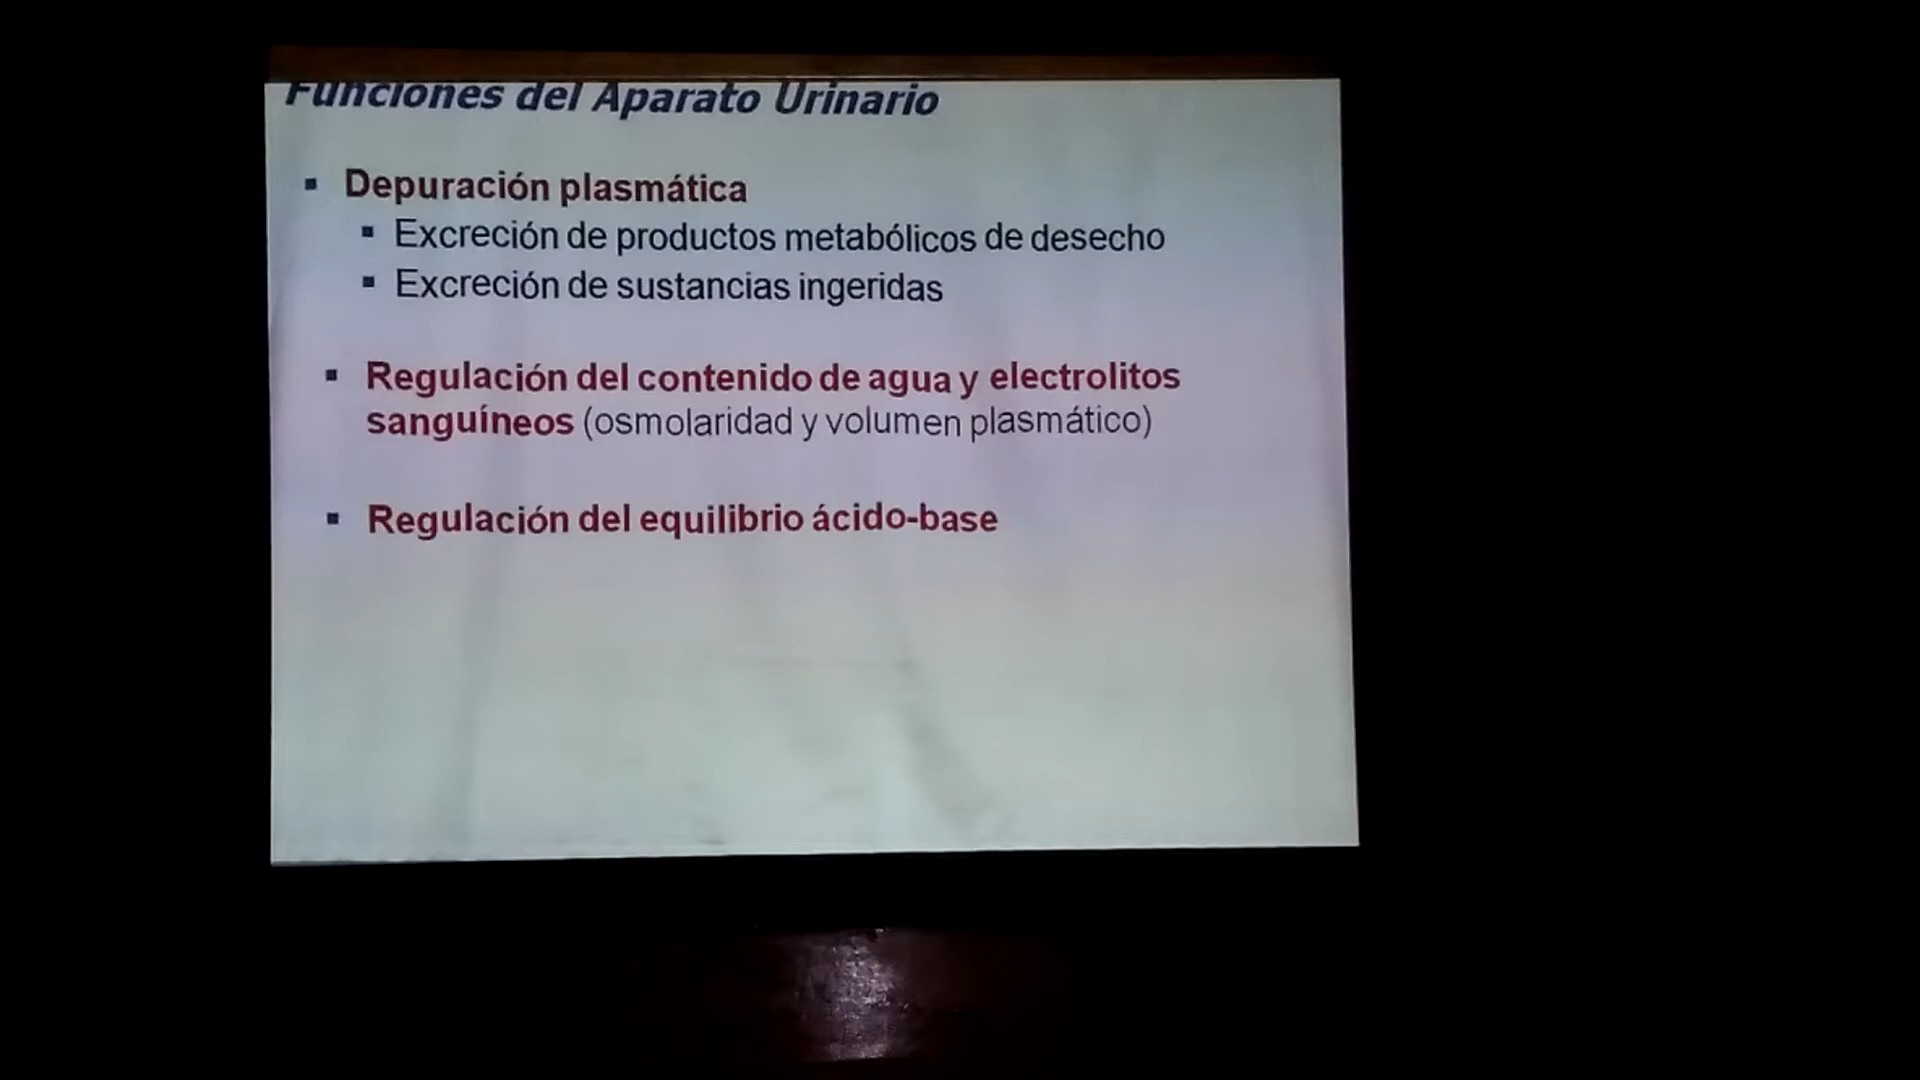 Funciones del Aparato Urinario
Depuración plasmática
Excreción de productos metabólicos de desecho
Excreción de sustancias ingeridas
Regulación del contenido de agua y electrolitos
sanguíneos (osmolaridad y volumen plasmático)
Regulación del equilibrio ácido-base